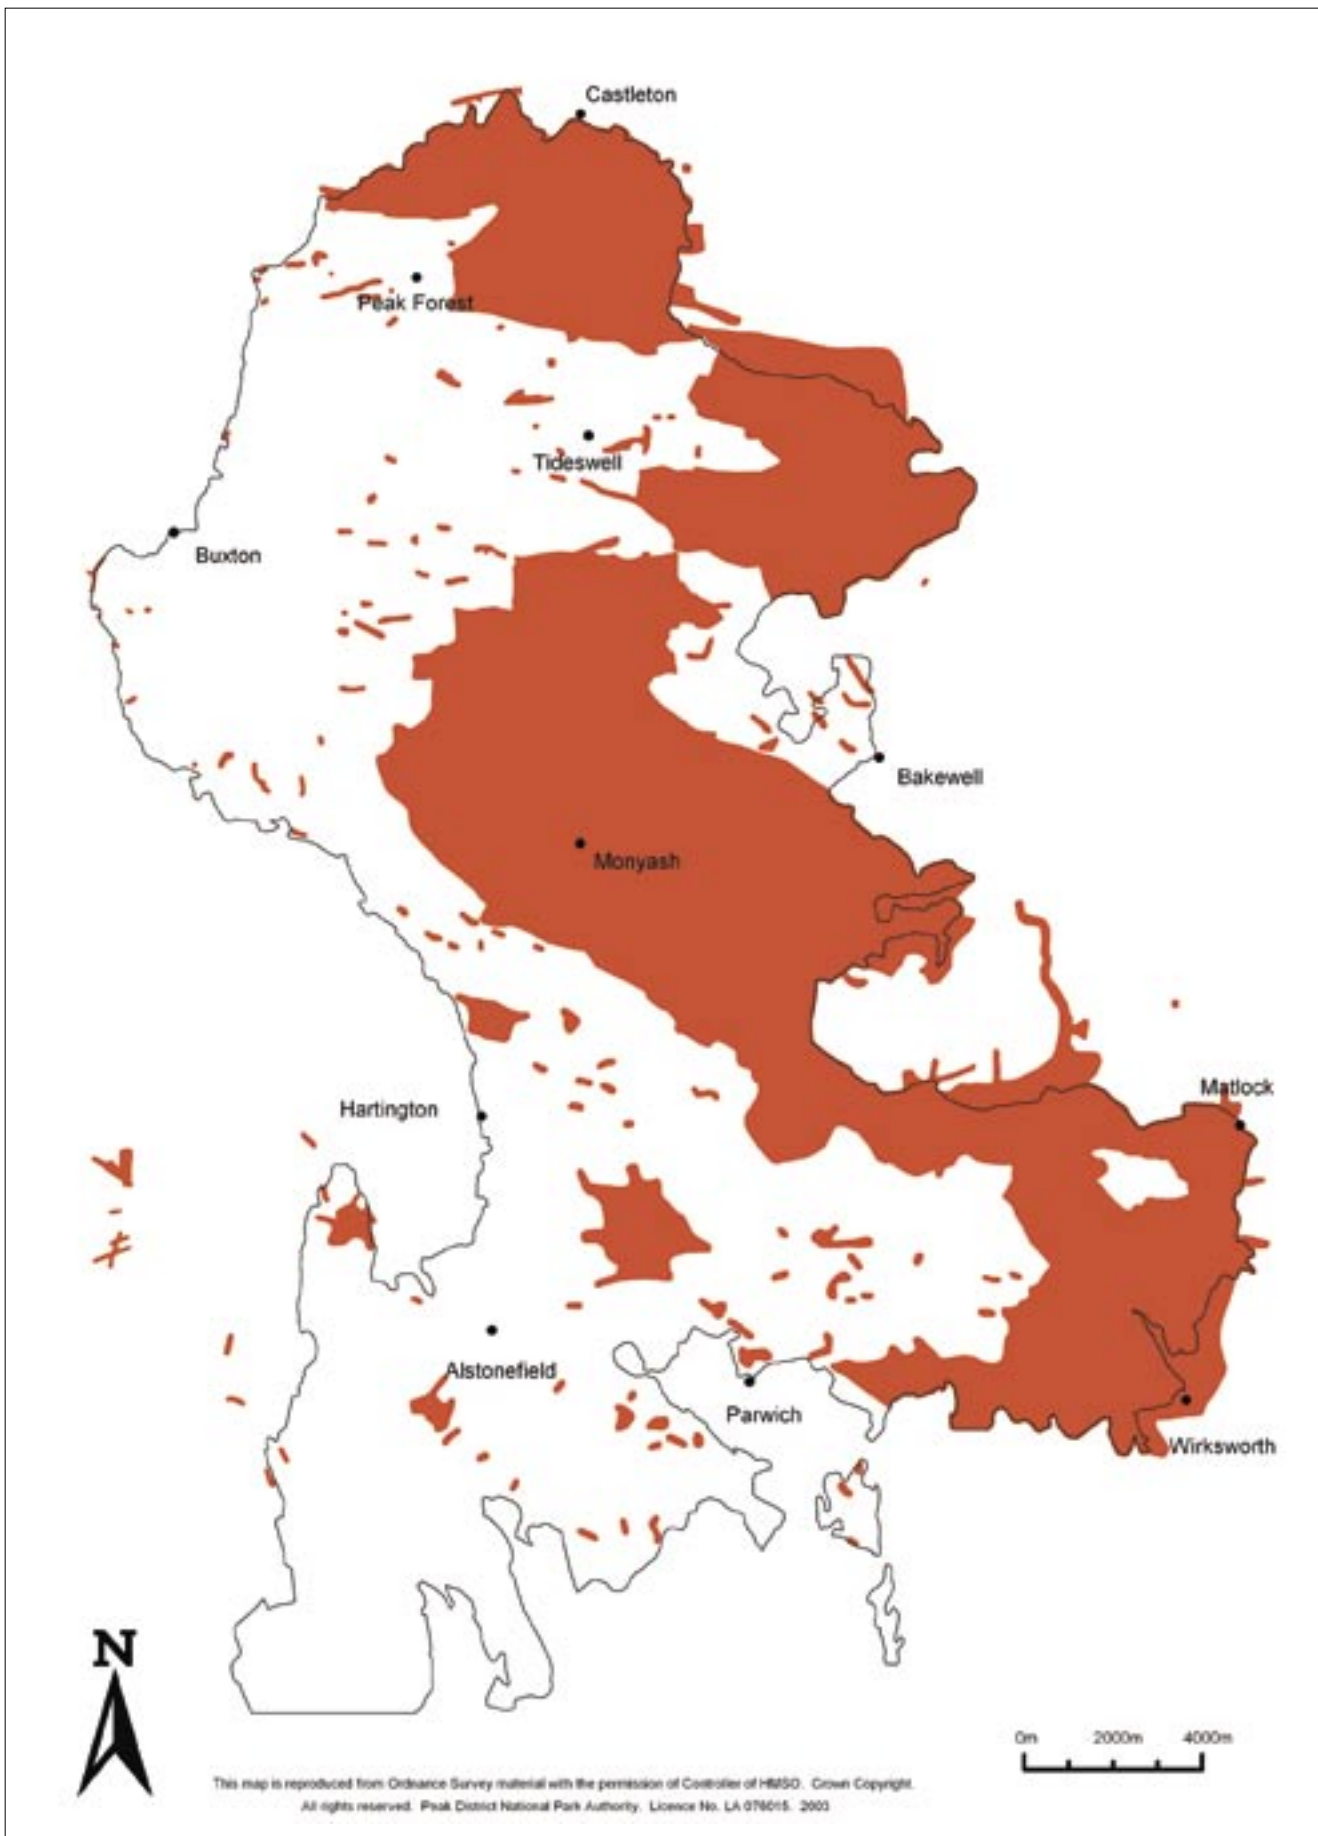 Castleton
Peak Forest
Tideswell
Buxton
Bakewell
Monyash
Matlock
Hartington
Alstonefield
Parwich
Wirksworth
N
0m 2000m 4000m
This map is reproduced from Ordnance Survey material with the permission of Controller of HMSO. Crown Copyright.
All rights reserved. Peak District National Park Authority. Licence No. LA 076015. 2003